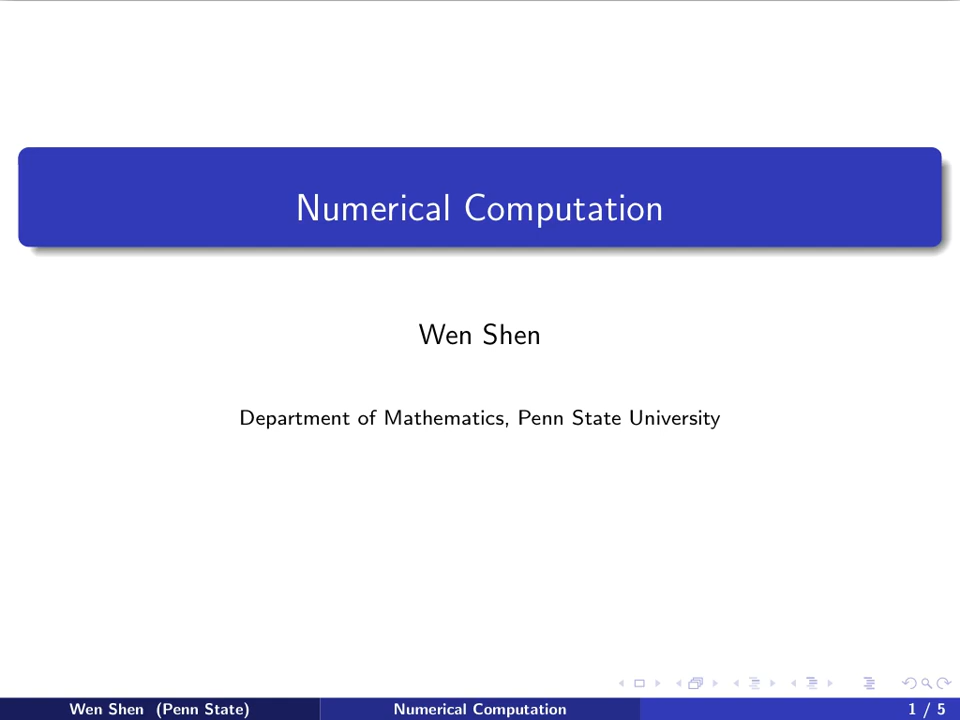 Numerical Computation
Wen Shen
Department of Mathematics, Penn State University
Wen Shen (Penn State) Numerical Computation 1 / 5